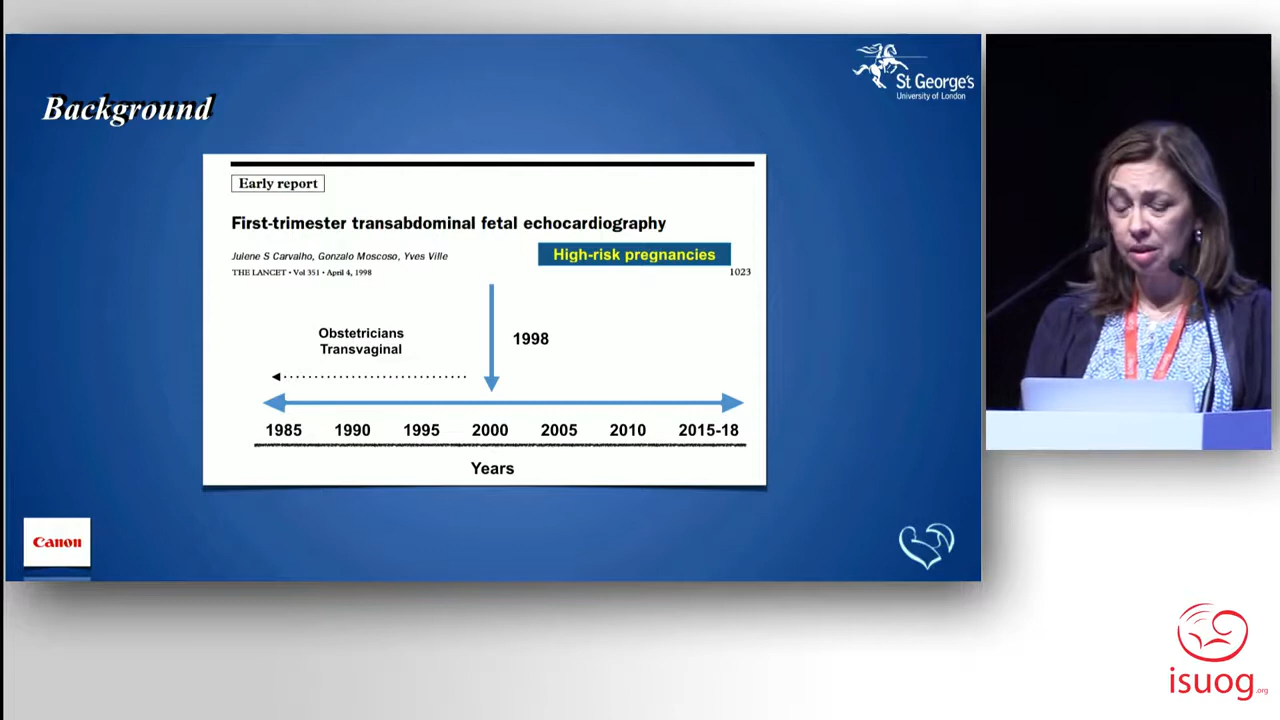 Background
St George's
University of London
Early report
First-trimester transabdominal fetal echocardiography
Julene S Carvalho, Gonzalo Moscoso, Yves Ville
High-risk pregnancies
THE LANCET • Vol 351 • April 4, 1998
1023
Obstetricians
Transvaginal
1998
1985 1990 1995 2000 2005 2010 2015-18
Years
Canon
isuog.org